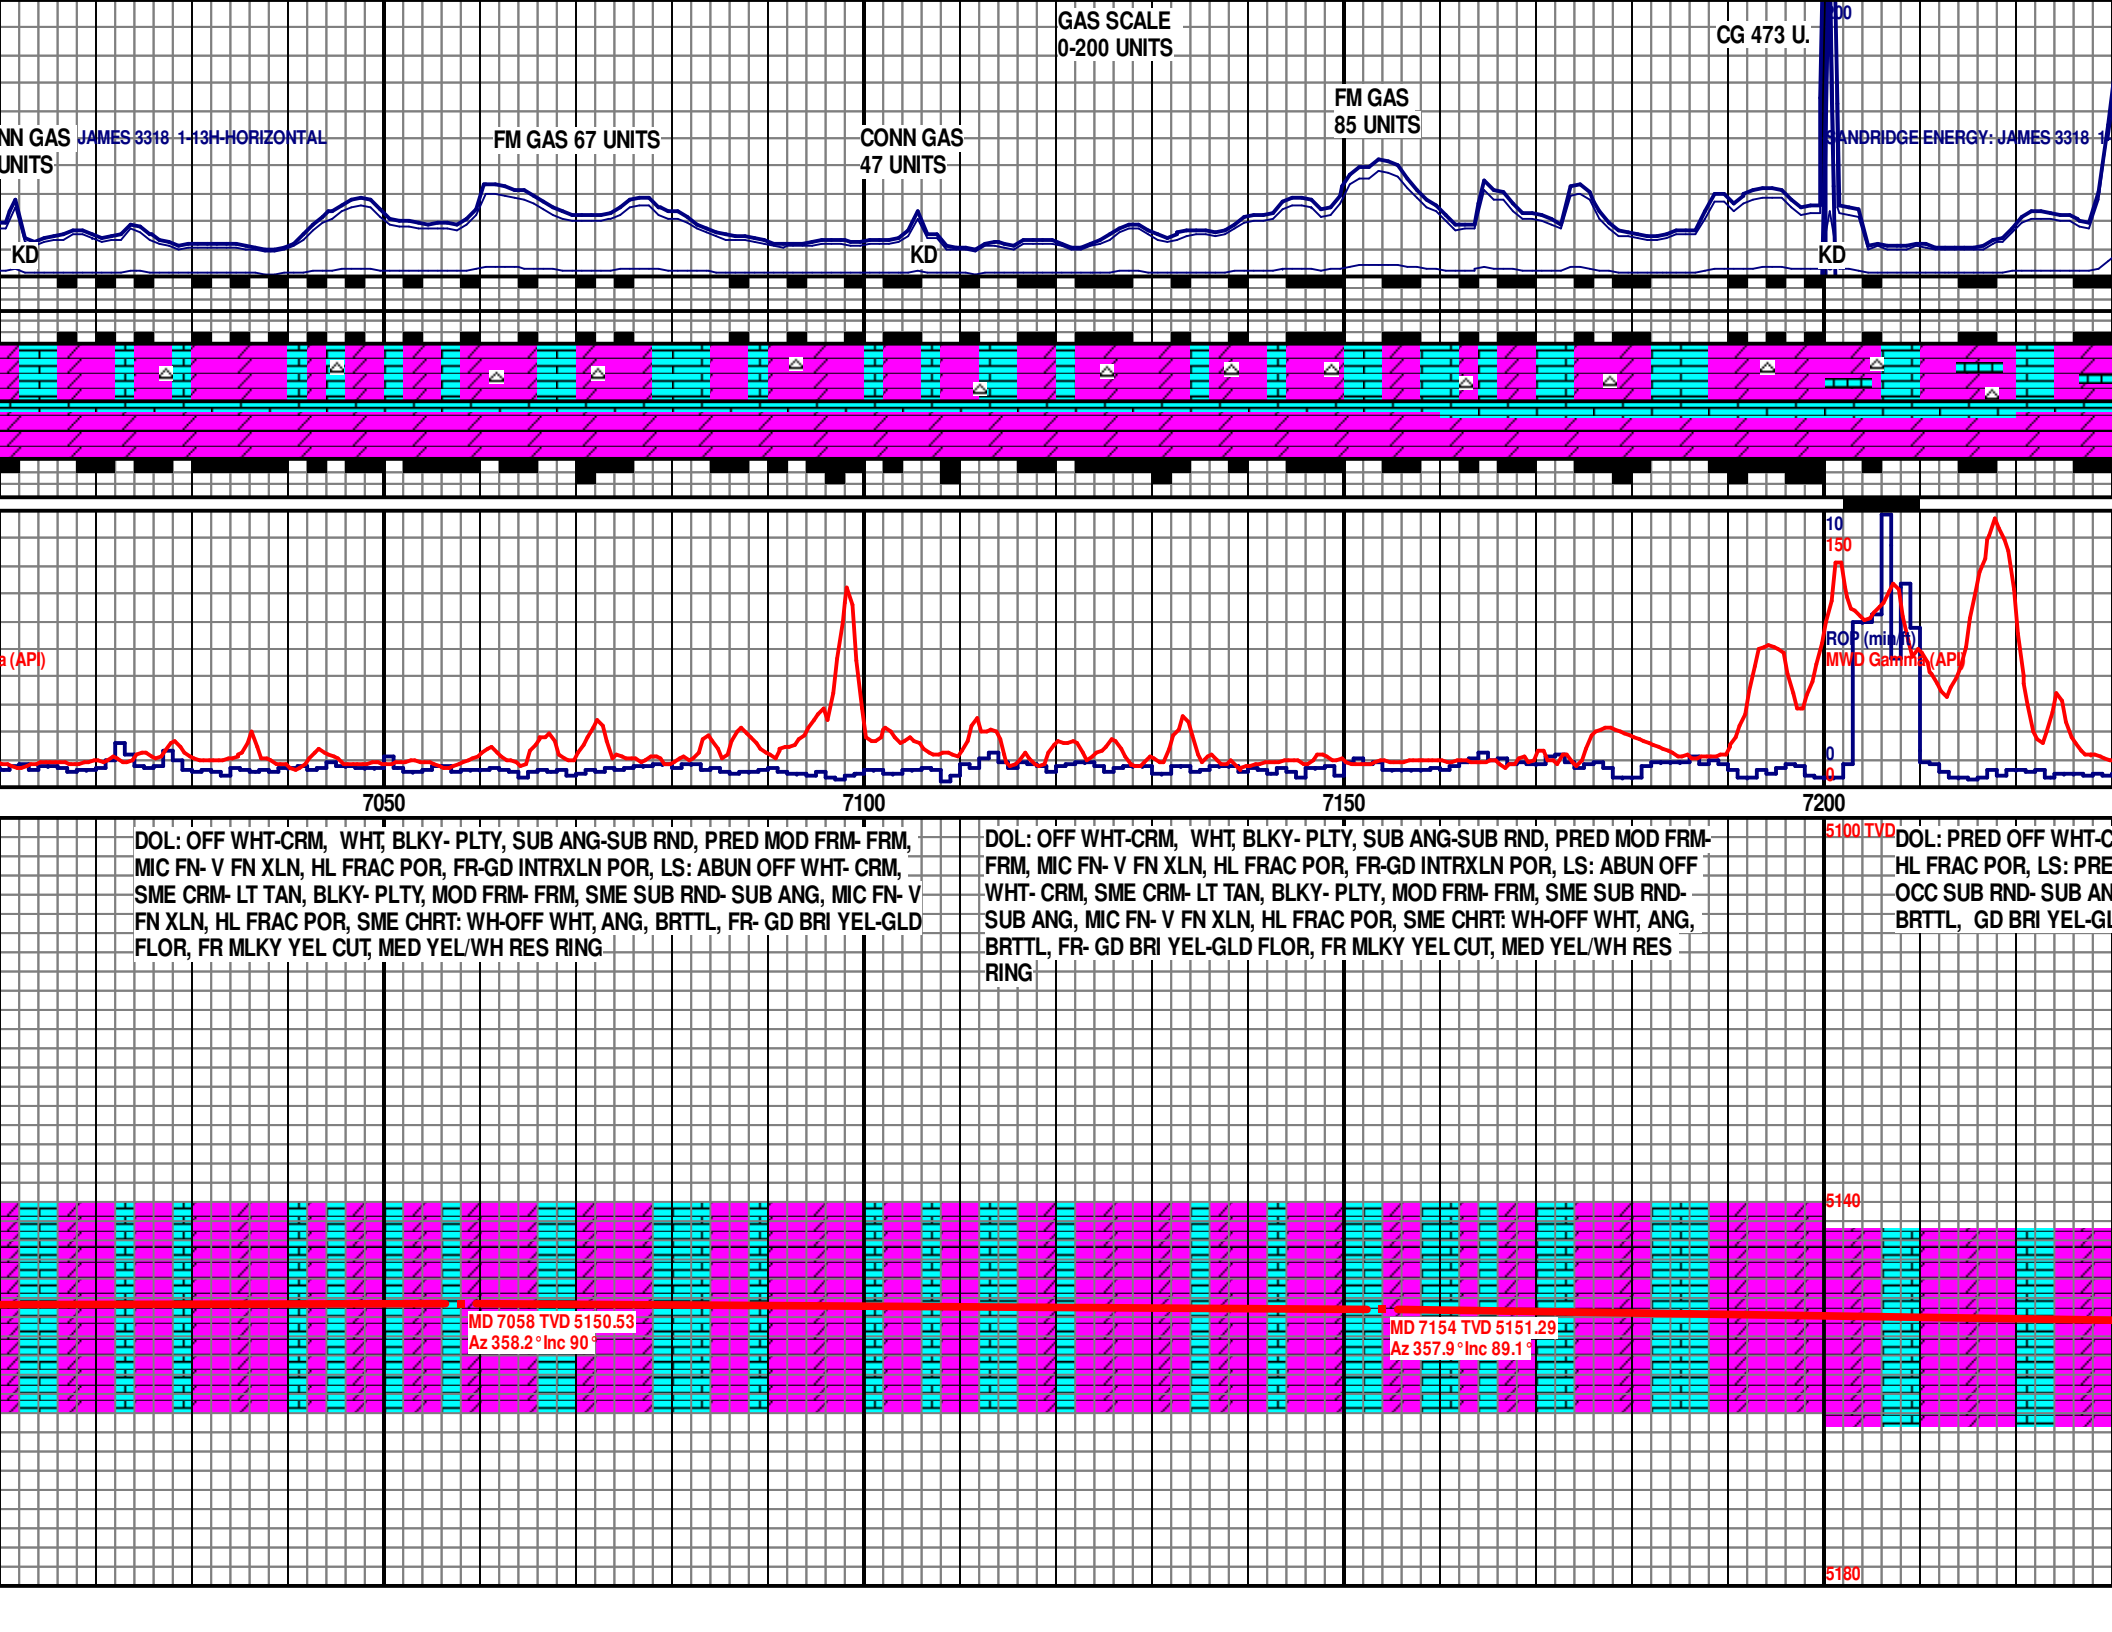 GAS SCALE
0-200 UNITS
CG 473 U.
200
FM GAS
85 UNITS
NN GAS
UNITS
JAMES 3318 1-13H-HORIZONTAL
FM GAS 67 UNITS
CONN GAS
47 UNITS
SANDRIDGE ENERGY: JAMES 3318 1-
KD
KD
KD
10
150
ROP (min/ft)
MWD Gamma (API)
a (API)
0
0
7050
7100
7150
7200
DOL: OFF WHT-CRM, WHT, BLKY- PLTY, SUB ANG-SUB RND, PRED MOD FRM- FRM,
MIC FN- V FN XLN, HL FRAC POR, FR-GD INTRXLN POR, LS: ABUN OFF WHT- CRM,
SME CRM- LT TAN, BLKY- PLTY, MOD FRM- FRM, SME SUB RND- SUB ANG, MIC FN- V
FN XLN, HL FRAC POR, SME CHRT: WH-OFF WHT, ANG, BRTTL, FR- GD BRI YEL-GLD
FLOR, FR MLKY YEL CUT, MED YEL/WH RES RING
DOL: OFF WHT-CRM, WHT, BLKY- PLTY, SUB ANG-SUB RND, PRED MOD FRM-
FRM, MIC FN- V FN XLN, HL FRAC POR, FR-GD INTRXLN POR, LS: ABUN OFF
WHT- CRM, SME CRM- LT TAN, BLKY- PLTY, MOD FRM- FRM, SME SUB RND-
SUB ANG, MIC FN- V FN XLN, HL FRAC POR, SME CHRT: WH-OFF WHT, ANG,
BRTTL, FR- GD BRI YEL-GLD FLOR, FR MLKY YEL CUT, MED YEL/WH RES
RING
5100 TVD
DOL: PRED OFF WHT-C
HL FRAC POR, LS: PRE
OCC SUB RND- SUB AN
BRTTL, GD BRI YEL-GL
5140
MD 7058 TVD 5150.53
Az 358.2° Inc 90°
MD 7154 TVD 5151.29
Az 357.9° Inc 89.1°
5180